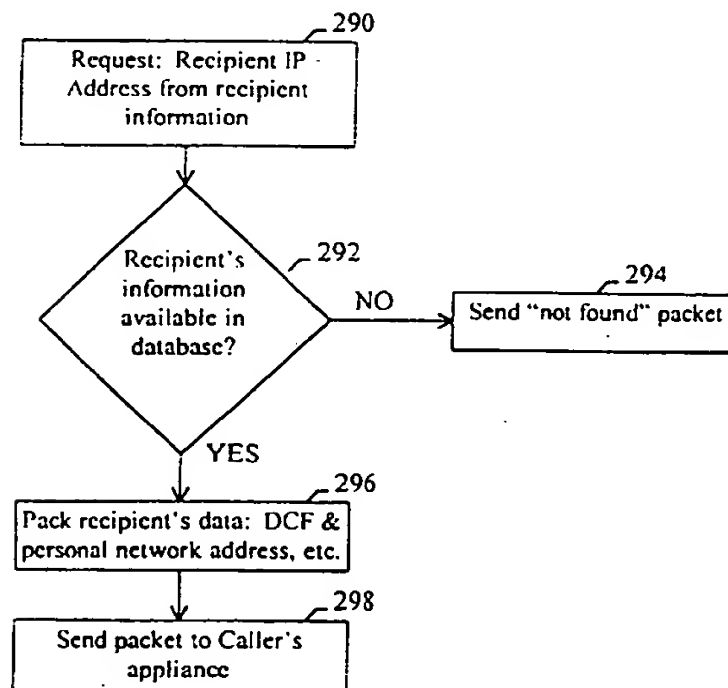 290
Request: Recipient IP
Address from recipient
information
292
Recipient's
information
available in
database?
NO
294
Send “not found” packet
YES
296
Pack recipient's data: DCF &
personal network address, etc.
298
Send packet to Caller's
appliance